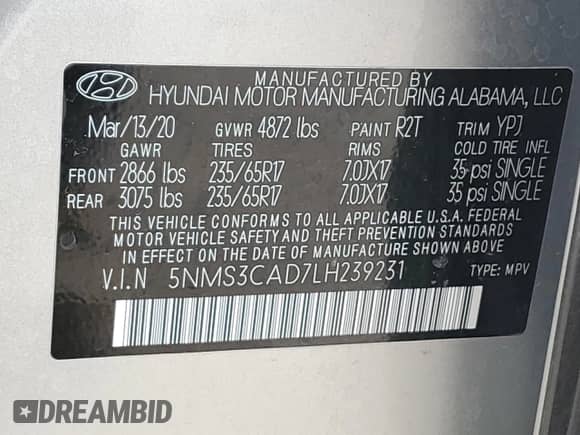 MANUFACTURED BY
HYUNDAI MOTOR MANUFACTURING ALABAMA, LLC
Mar/13/20 GVWR 4872 lbs PAINT R2T TRIM YPJ
GAWR TIRES RIMS COLD TIRE INFL
FRONT 2866 lbs 235/65R17 7.0JX17 35 psi SINGLE
REAR 3075 lbs 235/65R17 7.0JX17 35 psi SINGLE
THIS VEHICLE CONFORMS TO ALL APPLICABLE U.S.A. FEDERAL
MOTOR VEHICLE SAFETY, BUMPER, AND THEFT PREVENTION STANDARDS
IN EFFECT ON THE DATE OF MANUFACTURE SHOWN ABOVE.
V.I.N 5NMS3CAD7LH239231 TYPE: MPV
DREAMBID